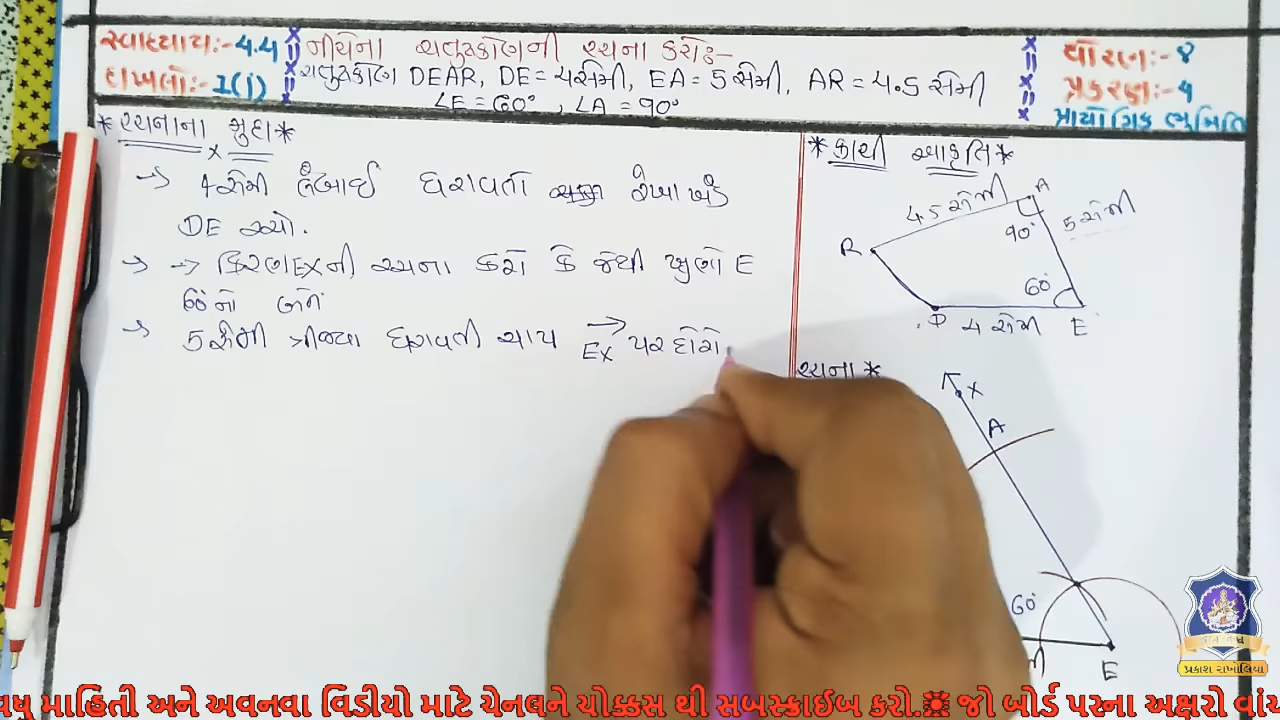 સ્વાધ્યાય:-4.4
દાખલો:-1(i)
નીચેના ચતુષ્કોણની રચના કરો:-
ચતુષ્કોણ DEAR, DE = 4સેમી, EA = 5 સેમી, AR = 4.5 સેમી
∠E = 60°, ∠A = 90°
ધોરણ:-8
પ્રકરણ:-4
પ્રાયોગિક ભૂમિતિ
*રચનાના મુદ્દા*
→ 4સેમી લંબાઈ ધરાવતો રેખાખંડ
DE રચો.
→ → કિરણEXની રચના કરો કે જેથી ખુણો E
60°નો બને
→ 5સેમી ત્રીજ્યા ધરાવતી ચાપ EX પર દોરો
*કાચી આકૃતિ*
A
4.5 સેમી
5 સેમી
90°
R
60°
D 4 સેમી E
રચના *
X
A
60°
E
પ્રકાશ રાખોલિયા
માહિતી અને અવનવા વિડીયો માટે ચેનલને ચોક્કસ થી સબસ્ક્રાઈબ કરો. જો બોર્ડ પરના અક્ષરો